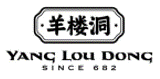 羊楼洞
YANG LOU DONG
SINCE 682